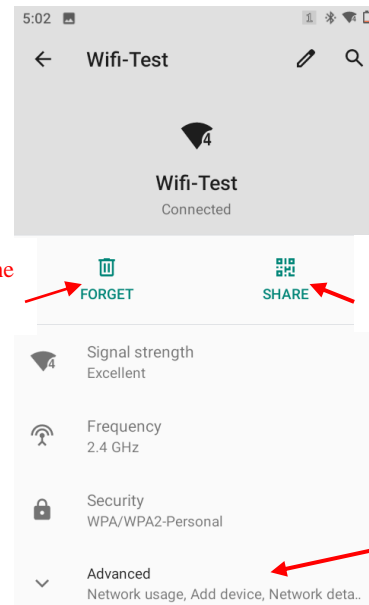 5:02
Wifi-Test
4
Wifi-Test
Connected
ne
FORGET
SHARE
4
Signal strength
Excellent
Frequency
2.4 GHz
Security
WPA/WPA2-Personal
Advanced
Network usage, Add device, Network deta..